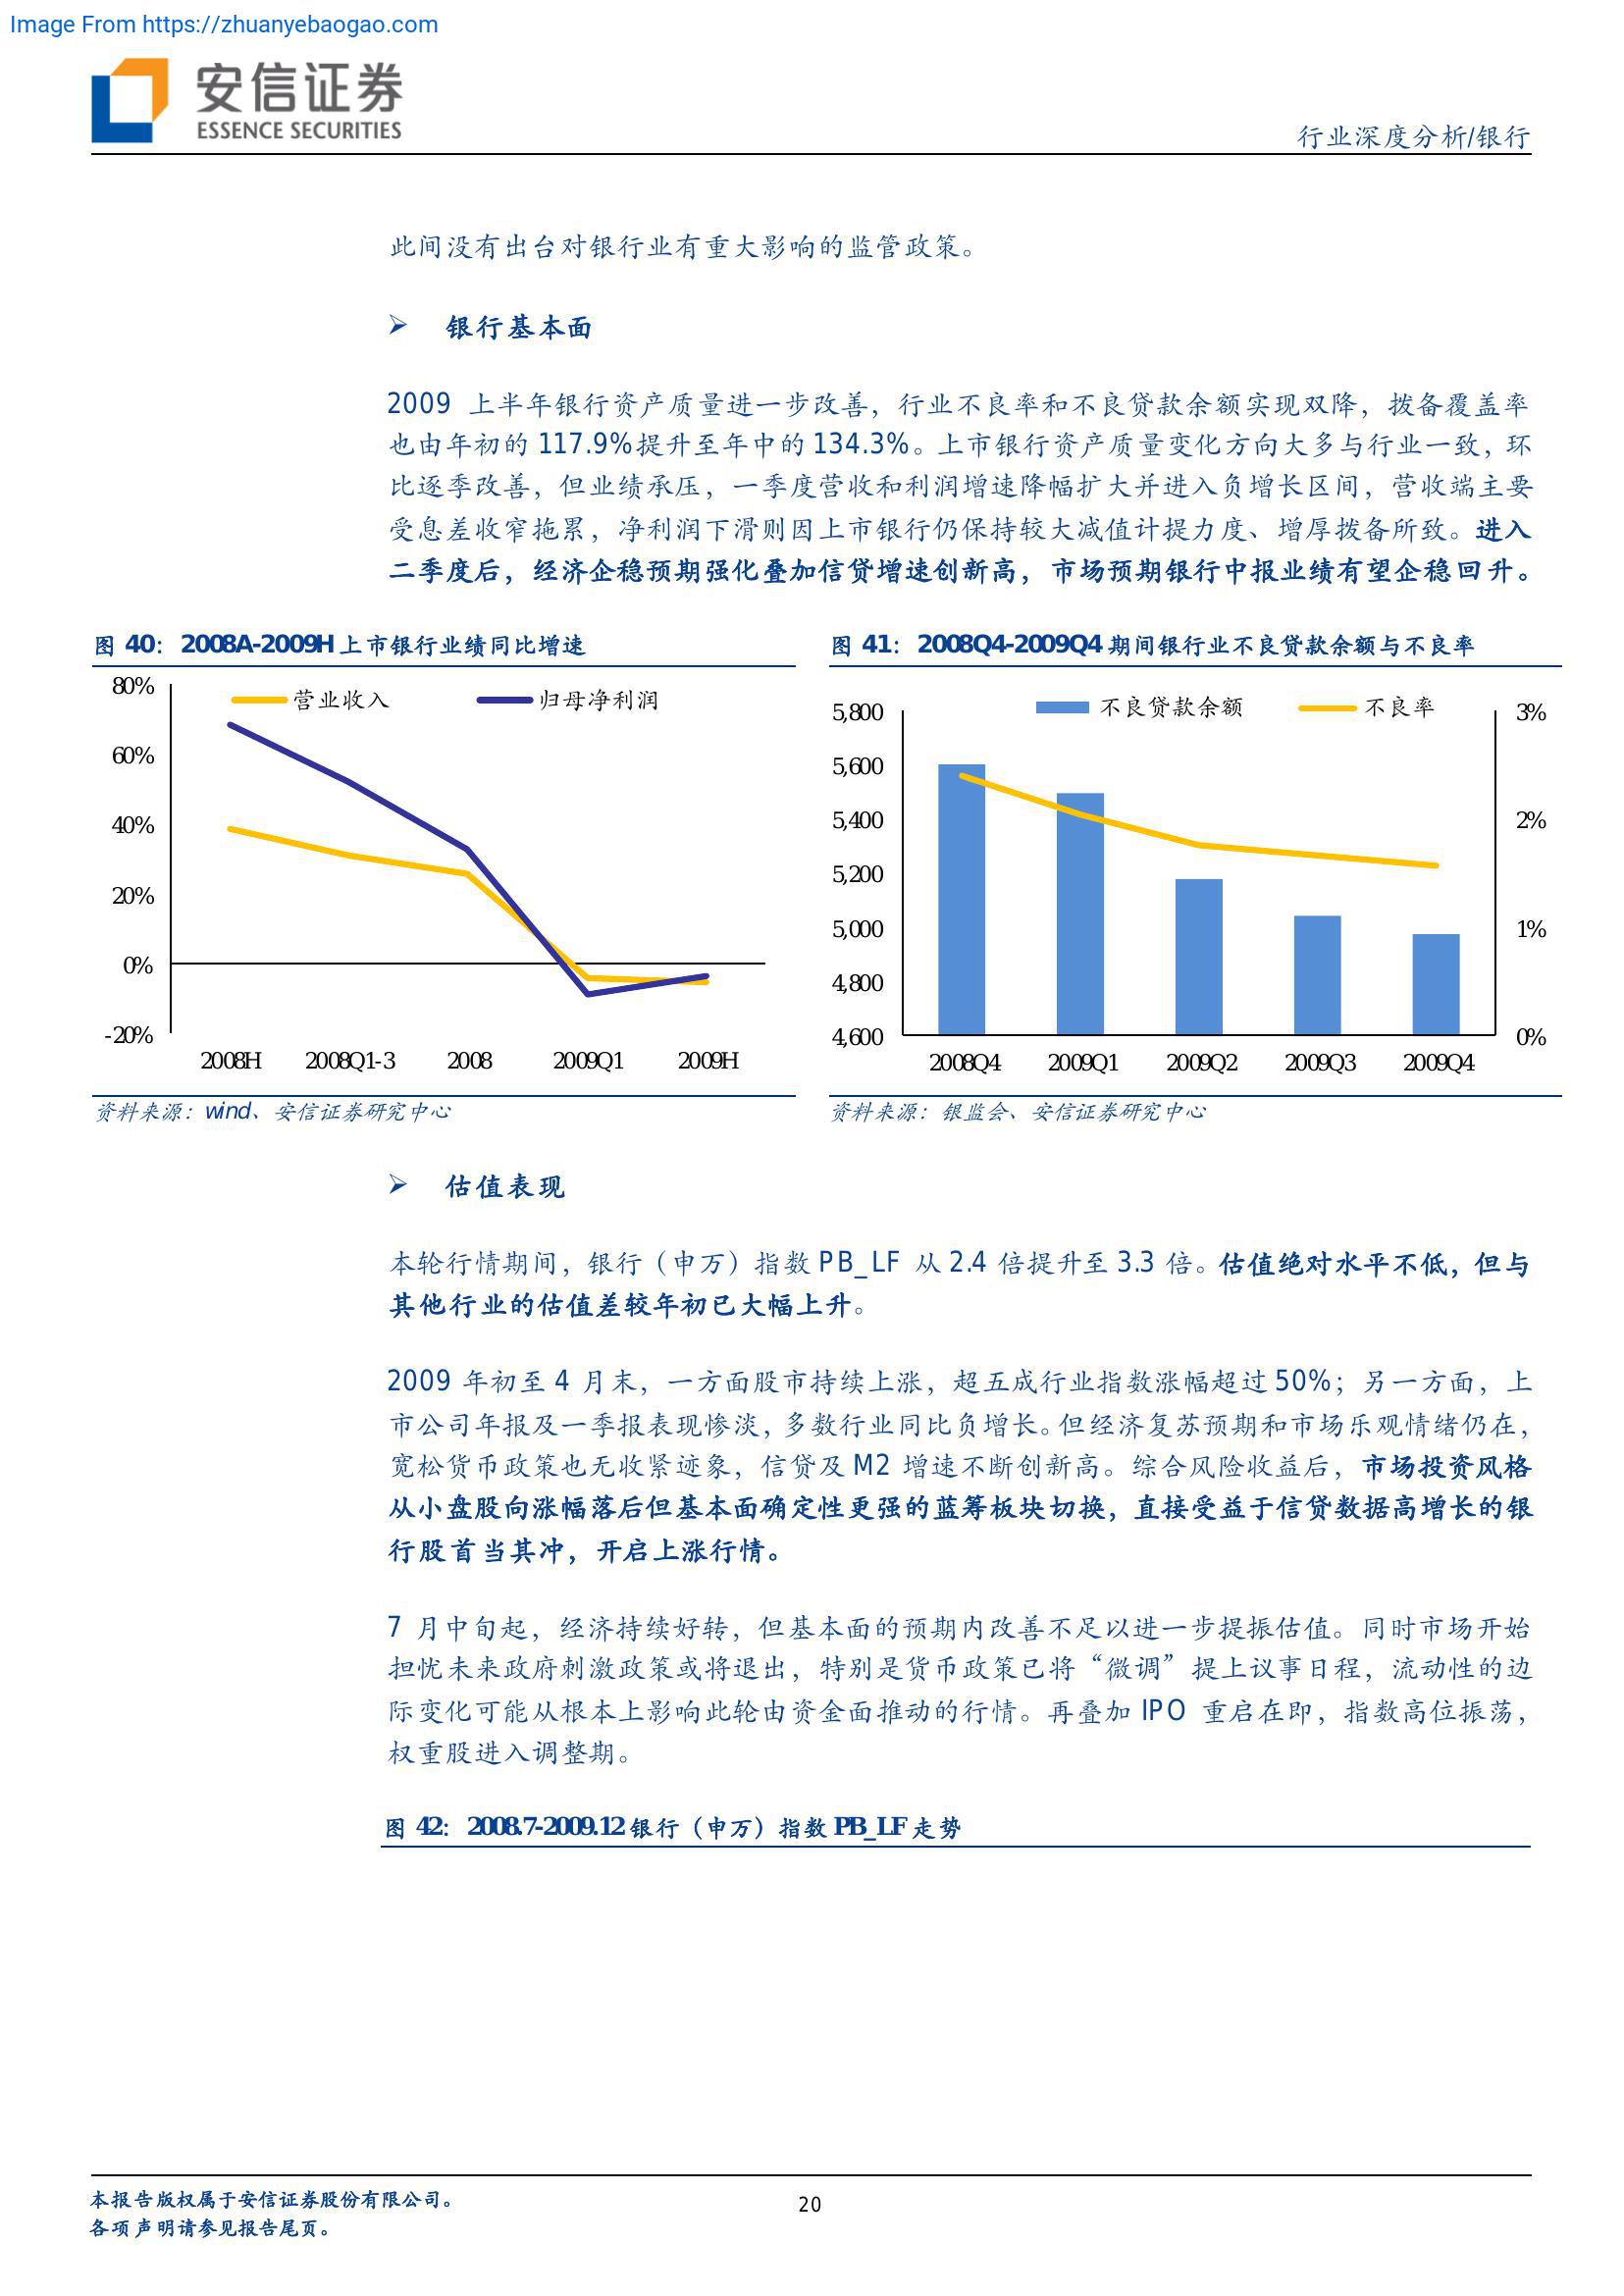 Image From https://zhuanyebaogao.com
安信证券
ESSENCE SECURITIES
行业深度分析/银行
此间没有出台对银行业有重大影响的监管政策。
➢ 银行基本面
2009 上半年银行资产质量进一步改善，行业不良率和不良贷款余额实现双降，拨备覆盖率
也由年初的 117.9%提升至年中的 134.3%。上市银行资产质量变化方向大多与行业一致，环
比逐季改善，但业绩承压，一季度营收和利润增速降幅扩大并进入负增长区间，营收端主要
受息差收窄拖累，净利润下滑则因上市银行仍保持较大减值计提力度、增厚拨备所致。进入
二季度后，经济企稳预期强化叠加信贷增速创新高，市场预期银行中报业绩有望企稳回升。
图 40： 2008A-2009H 上市银行业绩同比增速
80%
60%
40%
20%
0%
-20%
营业收入 归母净利润
2008H 2008Q1-3 2008 2009Q1 2009H
资料来源：wind、安信证券研究中心
图 41： 2008Q4-2009Q4 期间银行业不良贷款余额与不良率
5,800
5,600
5,400
5,200
5,000
4,800
4,600
不良贷款余额 不良率
3%
2%
1%
0%
2008Q4 2009Q1 2009Q2 2009Q3 2009Q4
资料来源：银监会、安信证券研究中心
➢ 估值表现
本轮行情期间，银行（申万）指数 PB_LF 从 2.4 倍提升至 3.3 倍。估值绝对水平不低，但与
其他行业的估值差较年初已大幅上升。
2009 年初至 4 月末，一方面股市持续上涨，超五成行业指数涨幅超过 50%；另一方面，上
市公司年报及一季报表现惨淡，多数行业同比负增长。但经济复苏预期和市场乐观情绪仍在，
宽松货币政策也无收紧迹象，信贷及 M2 增速不断创新高。综合风险收益后，市场投资风格
从小盘股向涨幅落后但基本面确定性更强的蓝筹板块切换，直接受益于信贷数据高增长的银
行股首当其冲，开启上涨行情。
7 月中旬起，经济持续好转，但基本面的预期内改善不足以进一步提振估值。同时市场开始
担忧未来政府刺激政策或将退出，特别是货币政策已将“微调”提上议事日程，流动性的边
际变化可能从根本上影响此轮由资金面推动的行情。再叠加 IPO 重启在即，指数高位振荡，
权重股进入调整期。
图 42： 2008.7-2009.12 银行（申万）指数 PB_LF 走势
本报告版权属于安信证券股份有限公司。
各项声明请参见报告尾页。
20